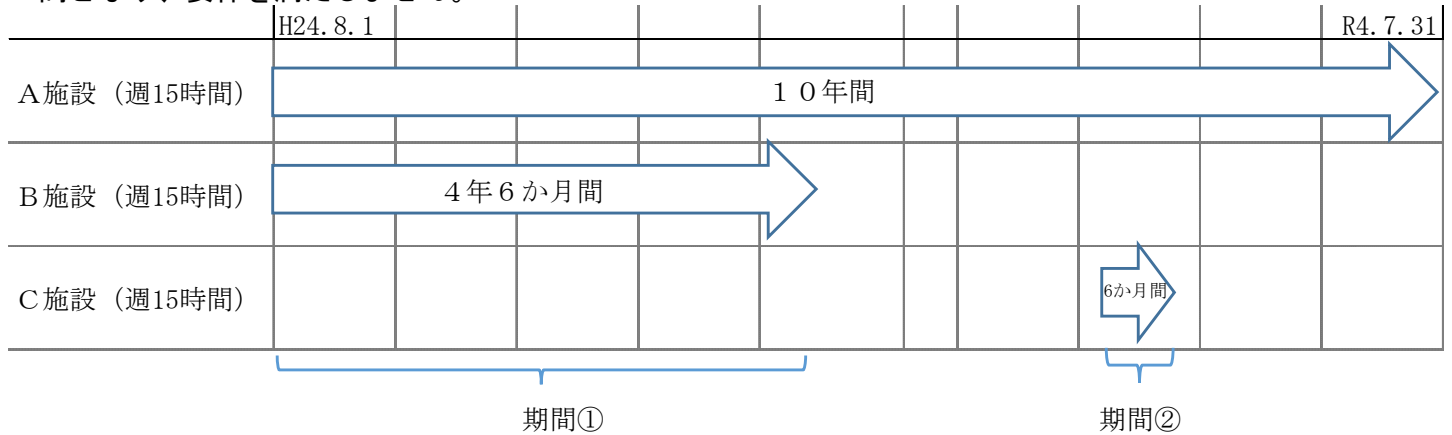 H24.8.1 R4.7.31
A施設（週15時間） １０年間
B施設（週15時間） ４年６か月間
C施設（週15時間） 6か月間
期間① 期間②